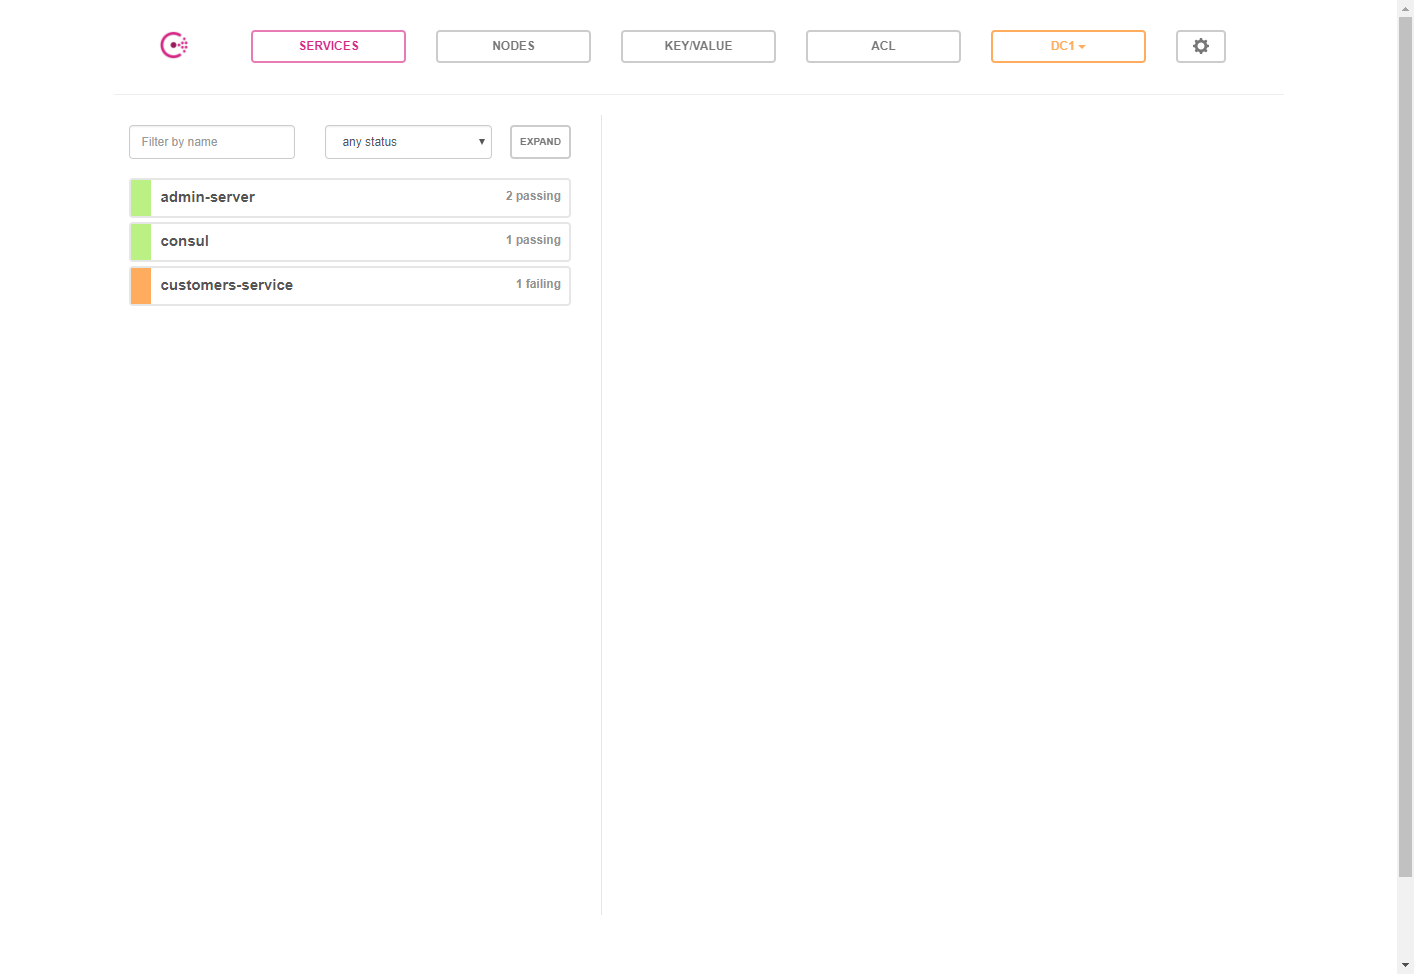 SERVICES NODES KEY/VALUE ACL DC1
Filter by name any status EXPAND
admin-server 2 passing
consul 1 passing
customers-service 1 failing